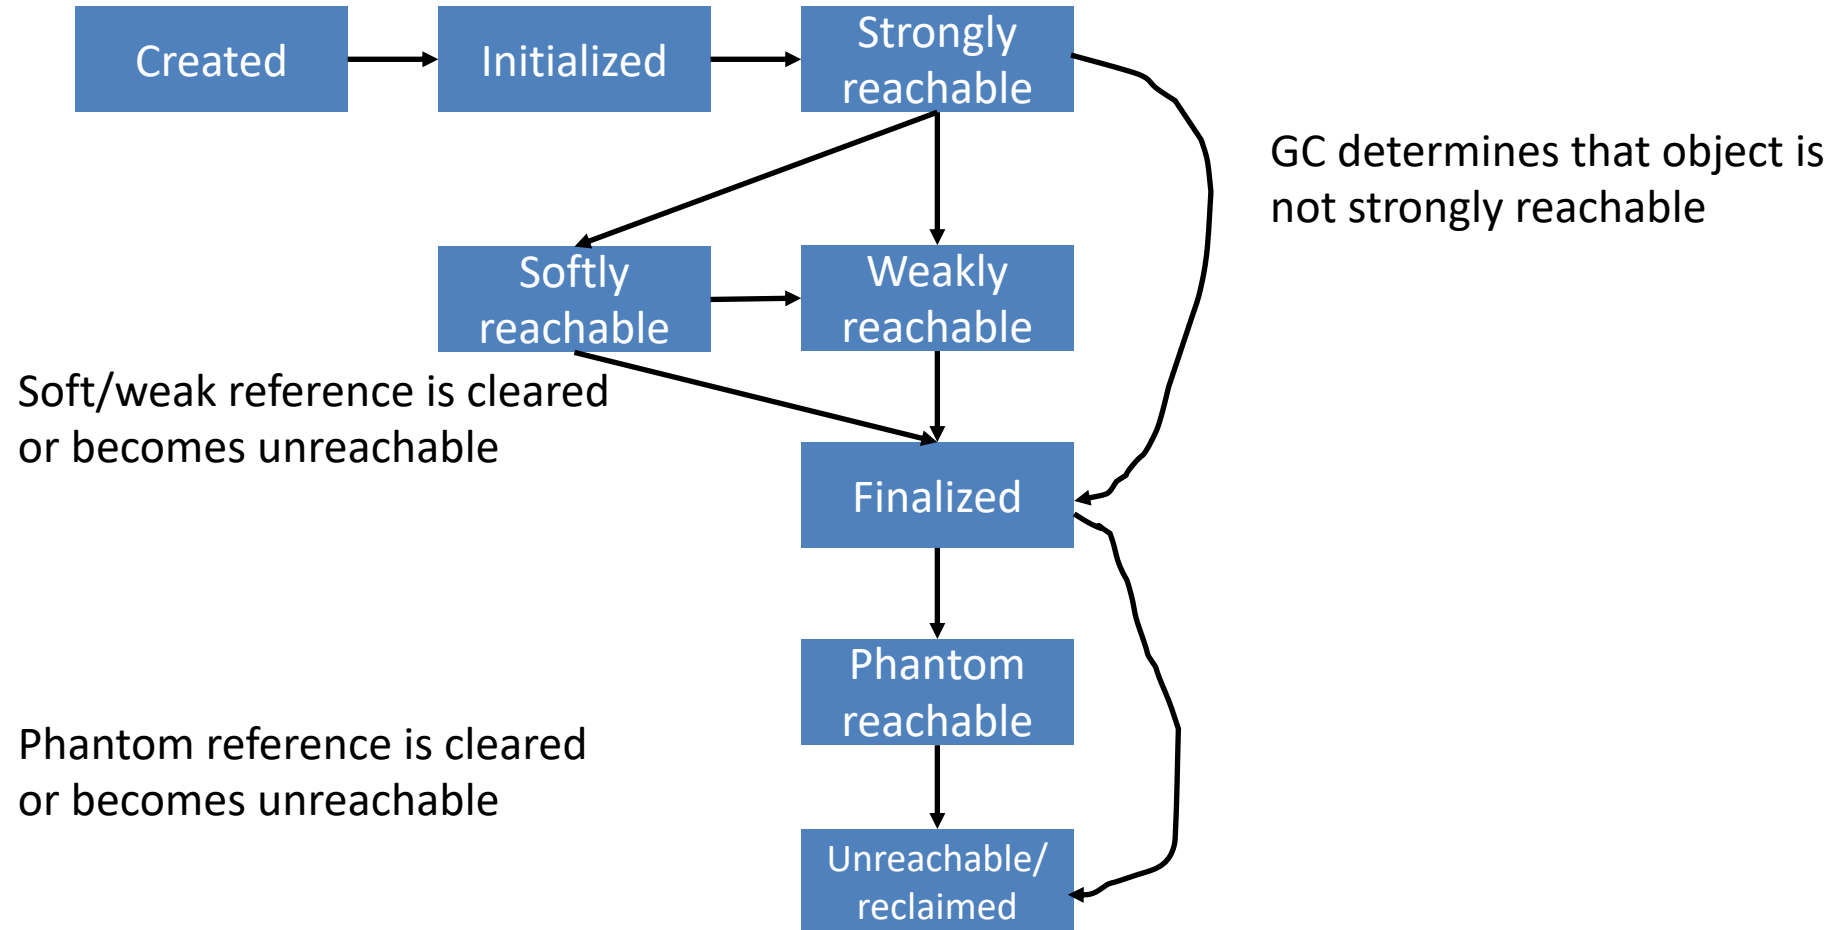 Created
Initialized
Strongly
reachable
GC determines that object is
not strongly reachable
Softly
reachable
Weakly
reachable
Soft/weak reference is cleared
or becomes unreachable
Finalized
Phantom
reachable
Phantom reference is cleared
or becomes unreachable
Unreachable/
reclaimed